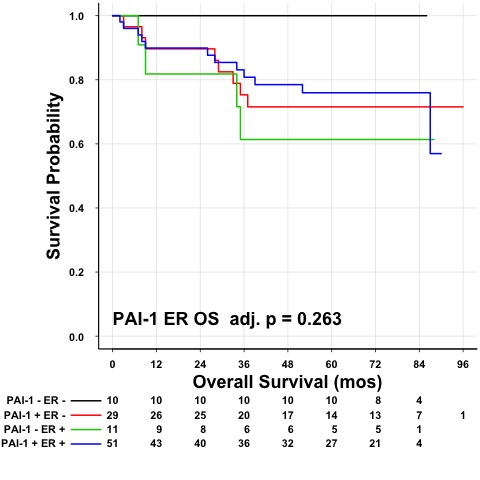 1.0
0.8
0.6
0.4
0.2
0.0
Survival Probability
PAI-1 ER OS adj. p = 0.263
0 12 24 36 48 60 72 84 96
Overall Survival (mos)
PAI-1 - ER - 10 10 10 10 10 10 8 4
PAI-1 + ER - 29 26 25 20 17 14 13 7 1
PAI-1 - ER + 11 9 8 6 6 5 5 1
PAI-1 + ER + 51 43 40 36 32 27 21 4